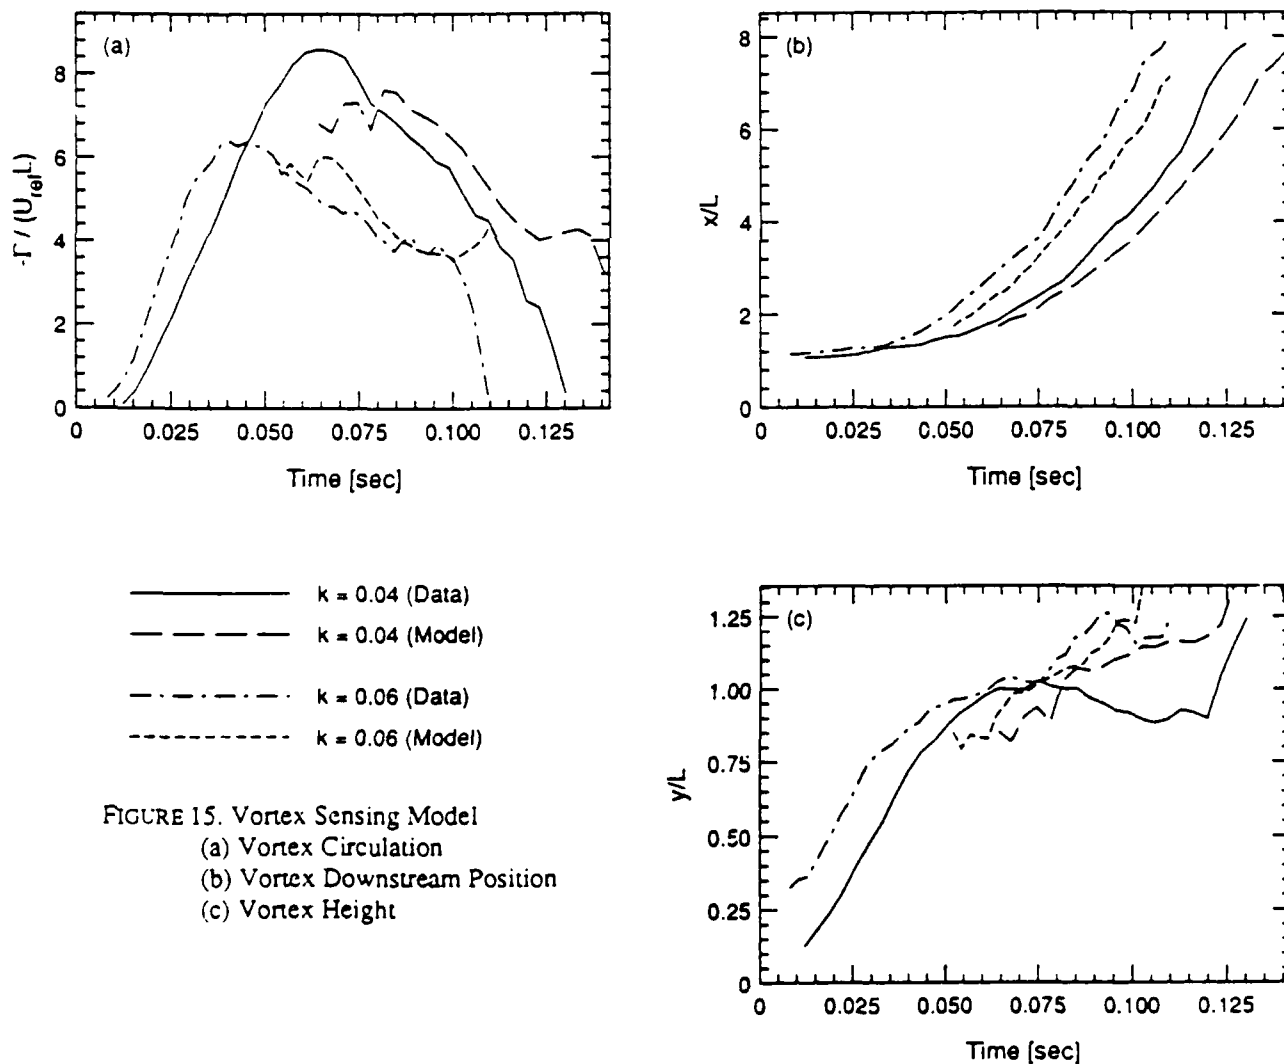 (a)
8
6
4
2
0
-Γ / (U_ref L)
0 0.025 0.050 0.075 0.100 0.125
Time [sec]
(b)
8
6
4
2
0
x/L
0 0.025 0.050 0.075 0.100 0.125
Time [sec]
k = 0.04 (Data)
k = 0.04 (Model)
k = 0.06 (Data)
k = 0.06 (Model)
FIGURE 15. Vortex Sensing Model
(a) Vortex Circulation
(b) Vortex Downstream Position
(c) Vortex Height
(c)
1.25
1.00
0.75
0.50
0.25
0
y/L
0 0.025 0.050 0.075 0.100 0.125
Time [sec]